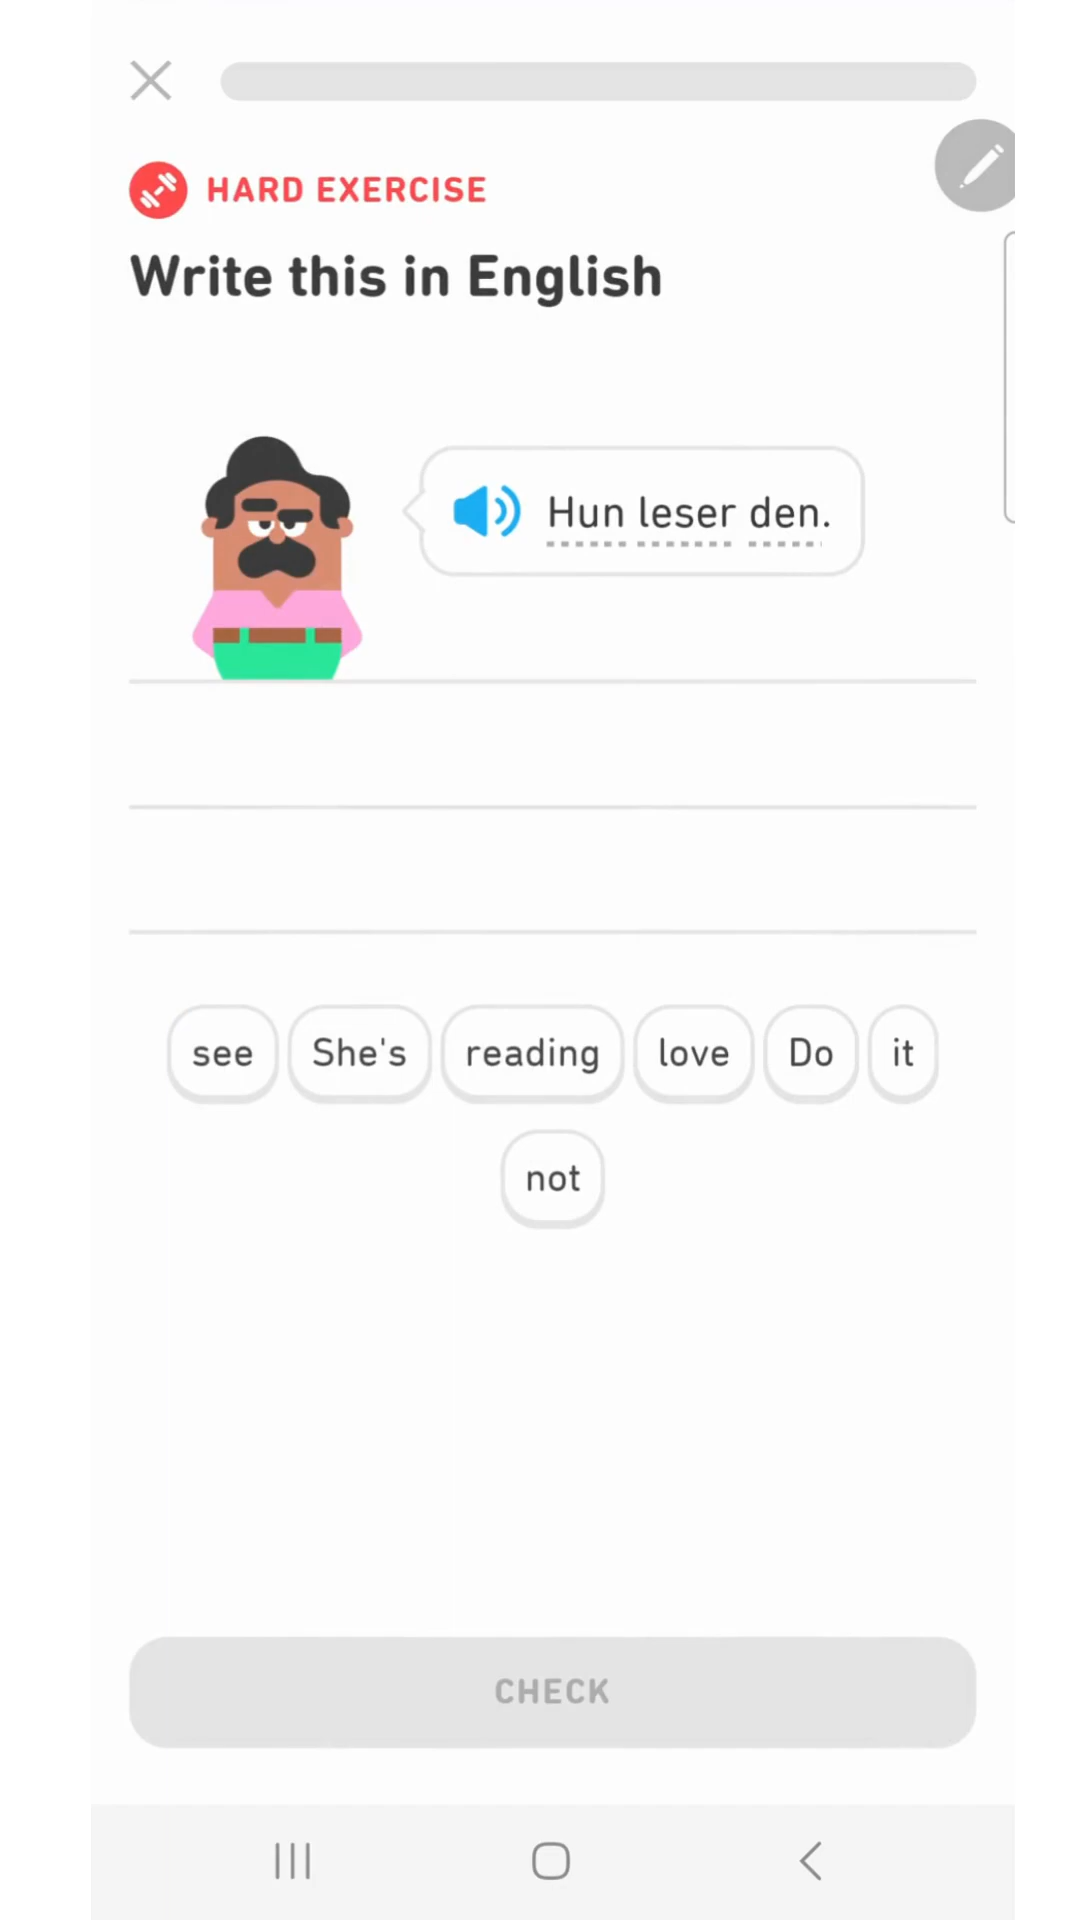 HARD EXERCISE
Write this in English
Hun leser den.
see She's reading love Do it
not
CHECK